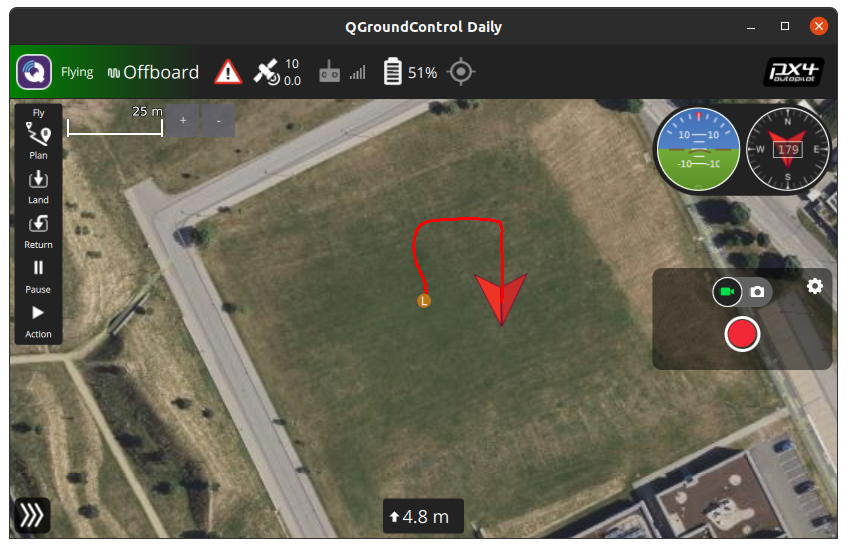 QGroundControl Daily
Flying
Offboard
10
0.0
51%
px4
autopilot
Fly
Plan
Land
Return
Pause
Action
25 m
+
-
10 10
-10 -10
N
W 179 E
S
L
4.8 m